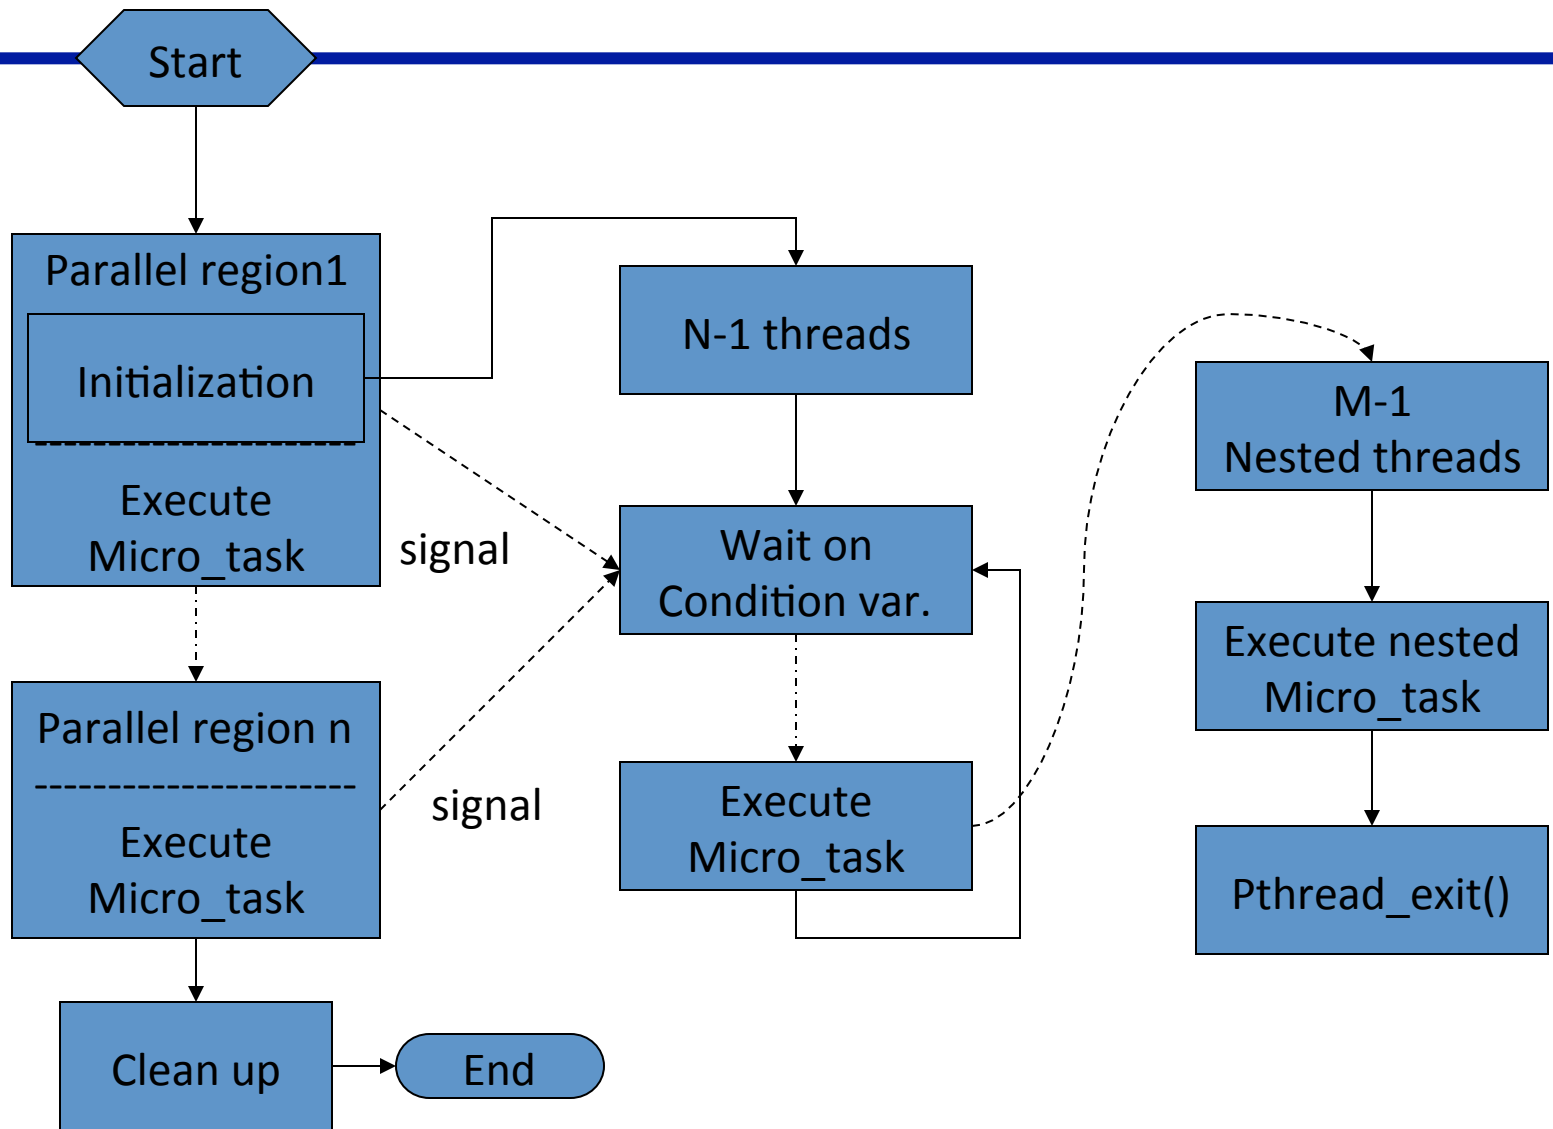 Start
Parallel region1
Initialization
----------------------
Execute
Micro_task
signal
Parallel region n
----------------------
Execute
Micro_task
signal
Clean up
End
N-1 threads
Wait on
Condition var.
Execute
Micro_task
M-1
Nested threads
Execute nested
Micro_task
Pthread_exit()